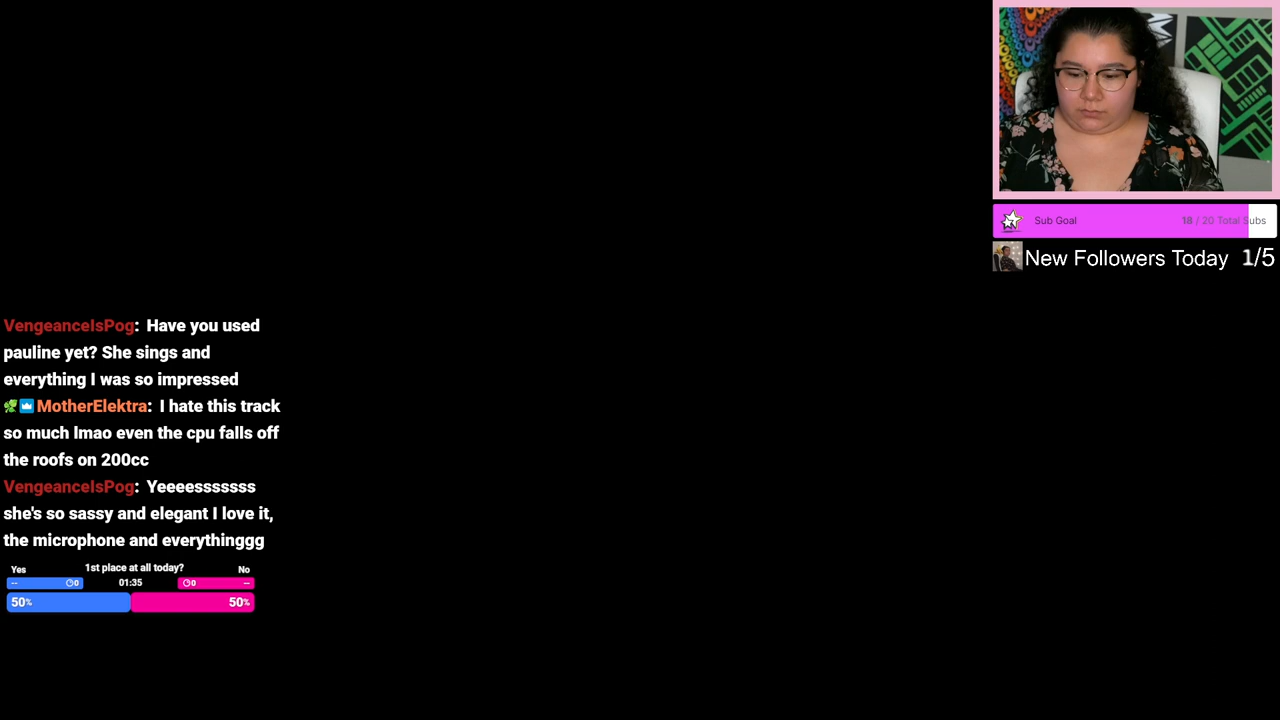 Sub Goal 18 / 20 Total Subs
New Followers Today 1/5
VengeanceIsPog: Have you used
pauline yet? She sings and
everything I was so impressed
MotherElektra: I hate this track
so much lmao even the cpu falls off
the roofs on 200cc
VengeanceIsPog: Yeeeesssssss
she's so sassy and elegant I love it,
the microphone and everythinggg
Yes 1st place at all today? No
-- 0 01:35 0 --
50% 50%